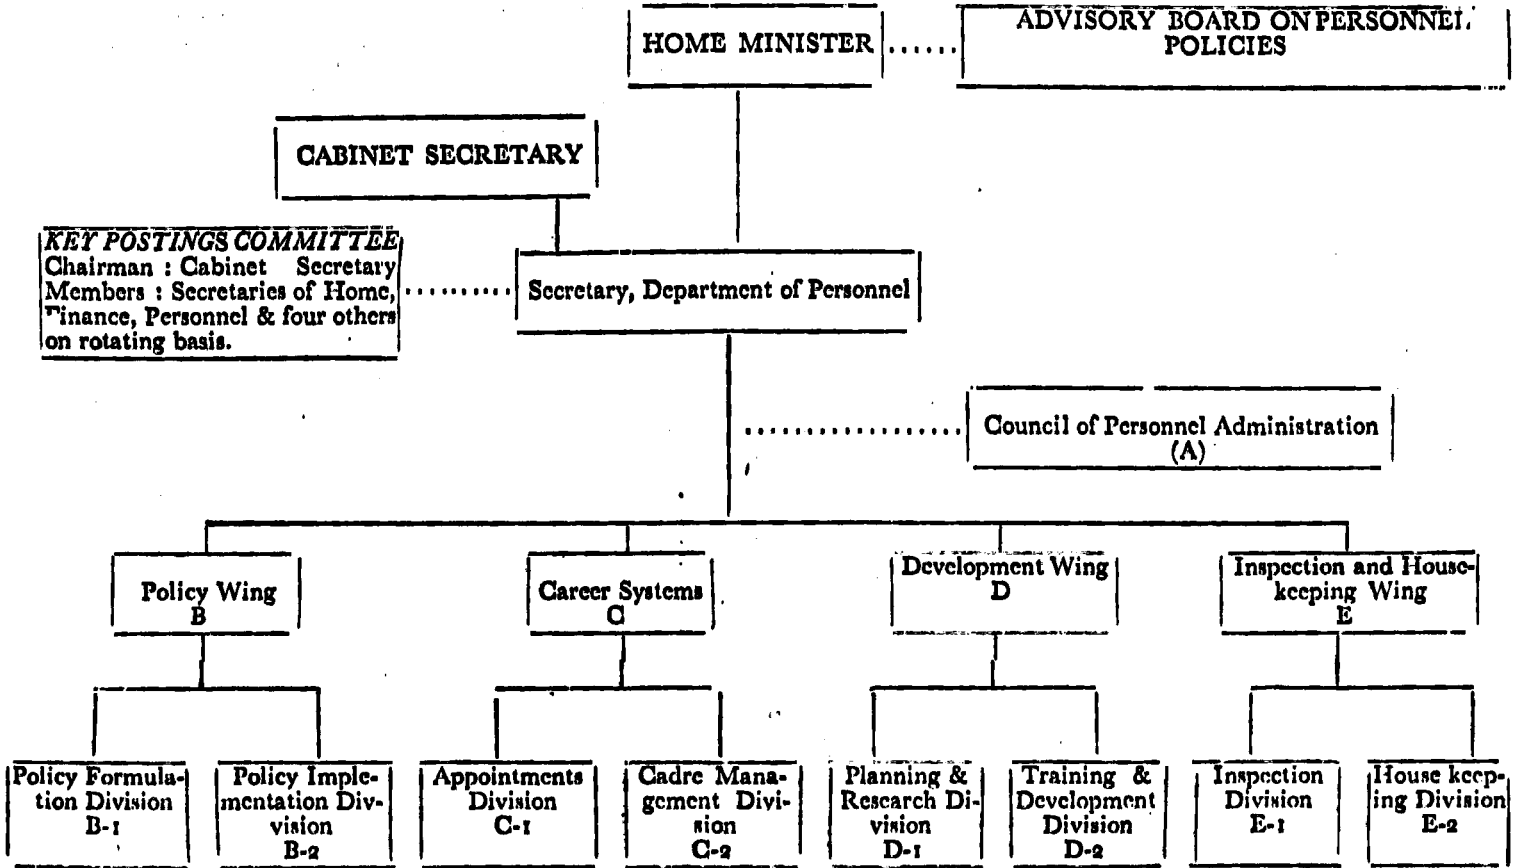 HOME MINISTER
ADVISORY BOARD ON PERSONNEL
POLICIES
CABINET SECRETARY
KEY POSTINGS COMMITTEE
Chairman : Cabinet Secretary
Members : Secretaries of Home,
Finance, Personnel & four others
on rotating basis.
Secretary, Department of Personnel
Council of Personnel Administration
(A)
Policy Wing
B
Career Systems
C
Development Wing
D
Inspection and House-
keeping Wing
E
Policy Formula-
tion Division
B-1
Policy Imple-
mentation Div-
vision
B-2
Appointments
Division
C-1
Cadre Mana-
gement Divi-
sion
C-2
Planning &
Research Di-
vision
D-1
Training &
Development
Division
D-2
Inspection
Division
E-1
House keep-
ing Division
E-2